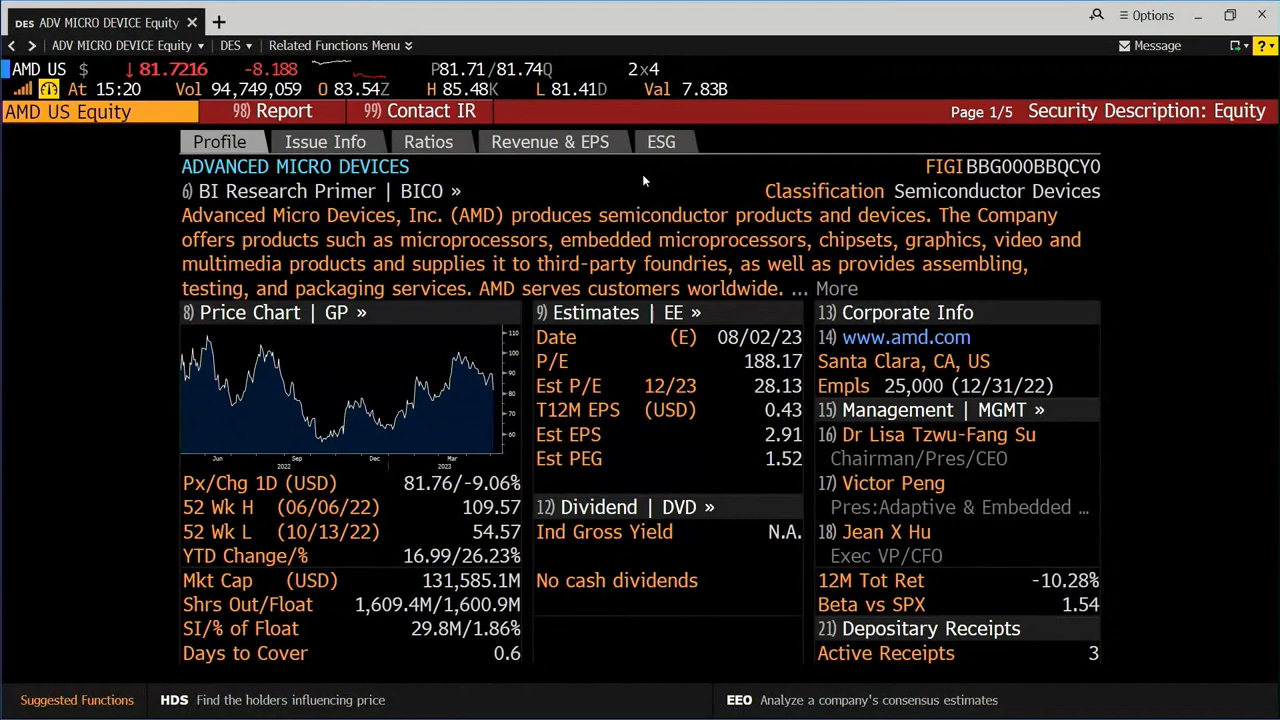 DES ADV MICRO DEVICE Equity × +
Options
ADV MICRO DEVICE Equity DES Related Functions Menu Message ?
AMD US $ ↓81.7216 -8.188 P81.71/81.74Q 2x4
At 15:20 Vol 94,749,059 O 83.54Z H 85.48K L 81.41D Val 7.83B
AMD US Equity 98) Report 99) Contact IR Page 1/5 Security Description: Equity
Profile Issue Info Ratios Revenue & EPS ESG
ADVANCED MICRO DEVICES FIGI BBG000BBQCY0
6) BI Research Primer | BICO » Classification Semiconductor Devices
Advanced Micro Devices, Inc. (AMD) produces semiconductor products and devices. The Company
offers products such as microprocessors, embedded microprocessors, chipsets, graphics, video and
multimedia products and supplies it to third-party foundries, as well as provides assembling,
testing, and packaging services. AMD serves customers worldwide. ... More
8) Price Chart | GP »
110
100
90
80
70
60
Jun Sep Dec Mar
2022 2023
Px/Chg 1D (USD) 81.76/-9.06%
52 Wk H (06/06/22) 109.57
52 Wk L (10/13/22) 54.57
YTD Change/% 16.99/26.23%
Mkt Cap (USD) 131,585.1M
Shrs Out/Float 1,609.4M/1,600.9M
SI/% of Float 29.8M/1.86%
Days to Cover 0.6
9) Estimates | EE »
Date (E) 08/02/23
P/E 188.17
Est P/E 12/23 28.13
T12M EPS (USD) 0.43
Est EPS 2.91
Est PEG 1.52
12) Dividend | DVD »
Ind Gross Yield N.A.
No cash dividends
13) Corporate Info
14) www.amd.com
Santa Clara, CA, US
Empls 25,000 (12/31/22)
15) Management | MGMT »
16) Dr Lisa Tzwu-Fang Su
Chairman/Pres/CEO
17) Victor Peng
Pres:Adaptive & Embedded ...
18) Jean X Hu
Exec VP/CFO
12M Tot Ret -10.28%
Beta vs SPX 1.54
21) Depositary Receipts
Active Receipts 3
Suggested Functions HDS Find the holders influencing price EEO Analyze a company's consensus estimates